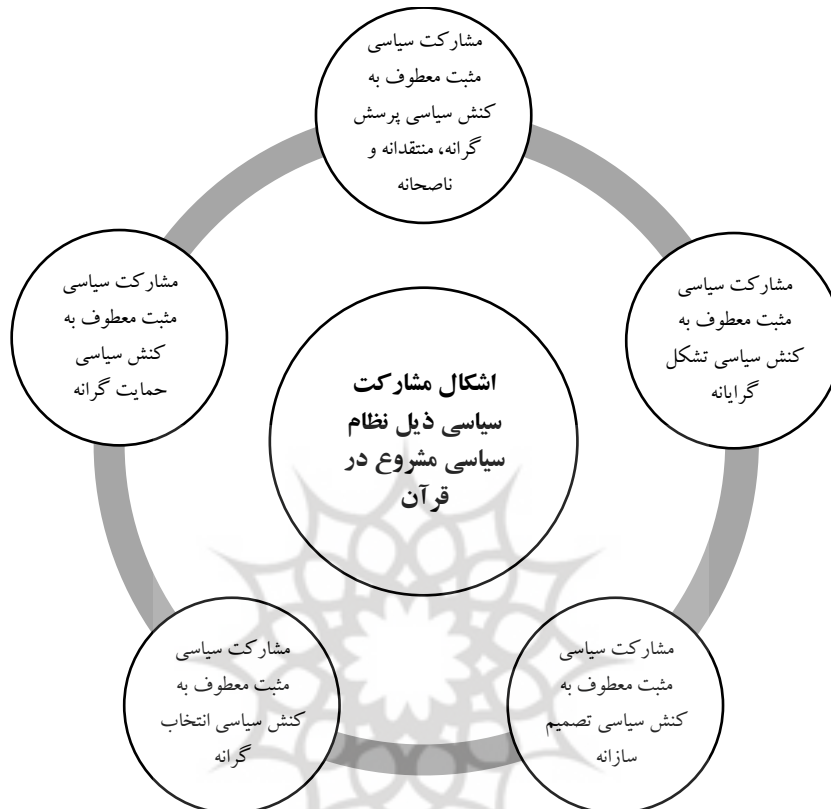 مشارکت سیاسی
مثبت معطوف به
کنش سیاسی پرسش
گرانه، منتقدانه و
ناصحانه
مشارکت سیاسی
مثبت معطوف به
کنش سیاسی تشکل
گرایانه
مشارکت سیاسی
مثبت معطوف به
کنش سیاسی تصمیم
سازانه
مشارکت سیاسی
مثبت معطوف به
کنش سیاسی انتخاب
گرانه
مشارکت سیاسی
مثبت معطوف به
کنش سیاسی
حمایت گرانه
اشکال مشارکت
سیاسی ذیل نظام
سیاسی مشروع در
قرآن